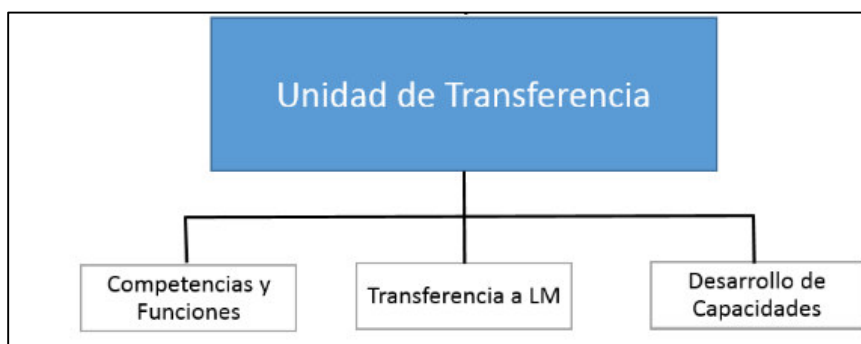 Unidad de Transferencia
Competencias y
Funciones
Transferencia a LM
Desarrollo de
Capacidades